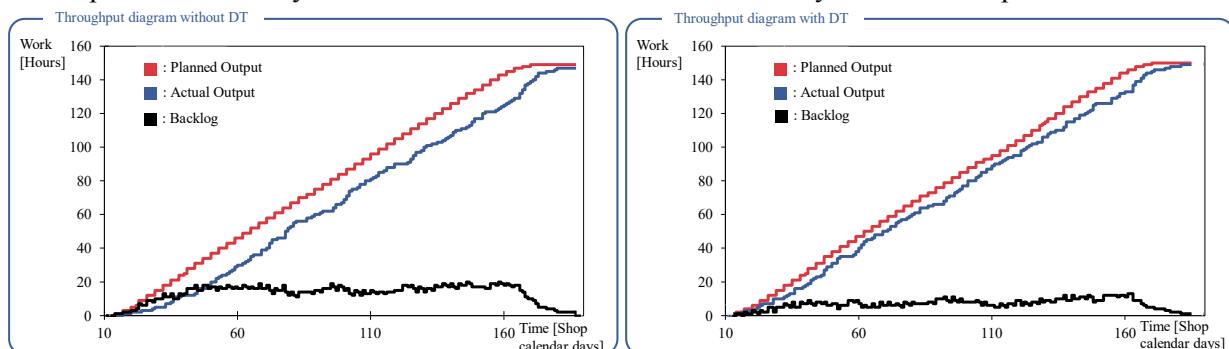 Throughput diagram without DT
Work
[Hours]
160
140
120
100
80
60
40
20
0
: Planned Output
: Actual Output
: Backlog
10
60
110
160
Time [Shop
calendar days]
Throughput diagram with DT
Work
[Hours]
160
140
120
100
80
60
40
20
0
: Planned Output
: Actual Output
: Backlog
10
60
110
160
Time [Shop
calendar days]